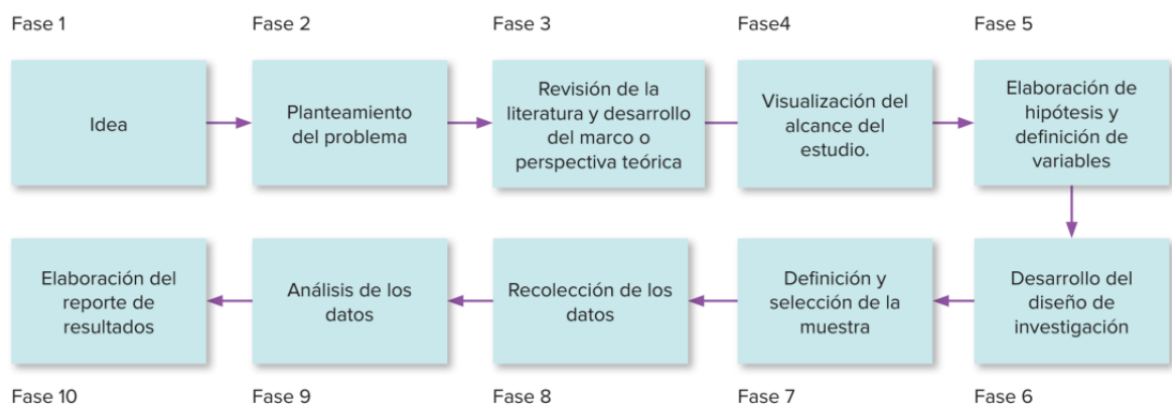 Fase 1
Fase 2
Fase 3
Fase4
Fase 5
Idea
Planteamiento
del problema
Revisión de la
literatura y desarrollo
del marco o
perspectiva teórica
Visualización del
alcance del
estudio.
Elaboración de
hipótesis y
definición de
variables
Desarrollo del
diseño de
investigación
Definición y
selección de la
muestra
Recolección de los
datos
Análisis de los
datos
Elaboración del
reporte de
resultados
Fase 10
Fase 9
Fase 8
Fase 7
Fase 6